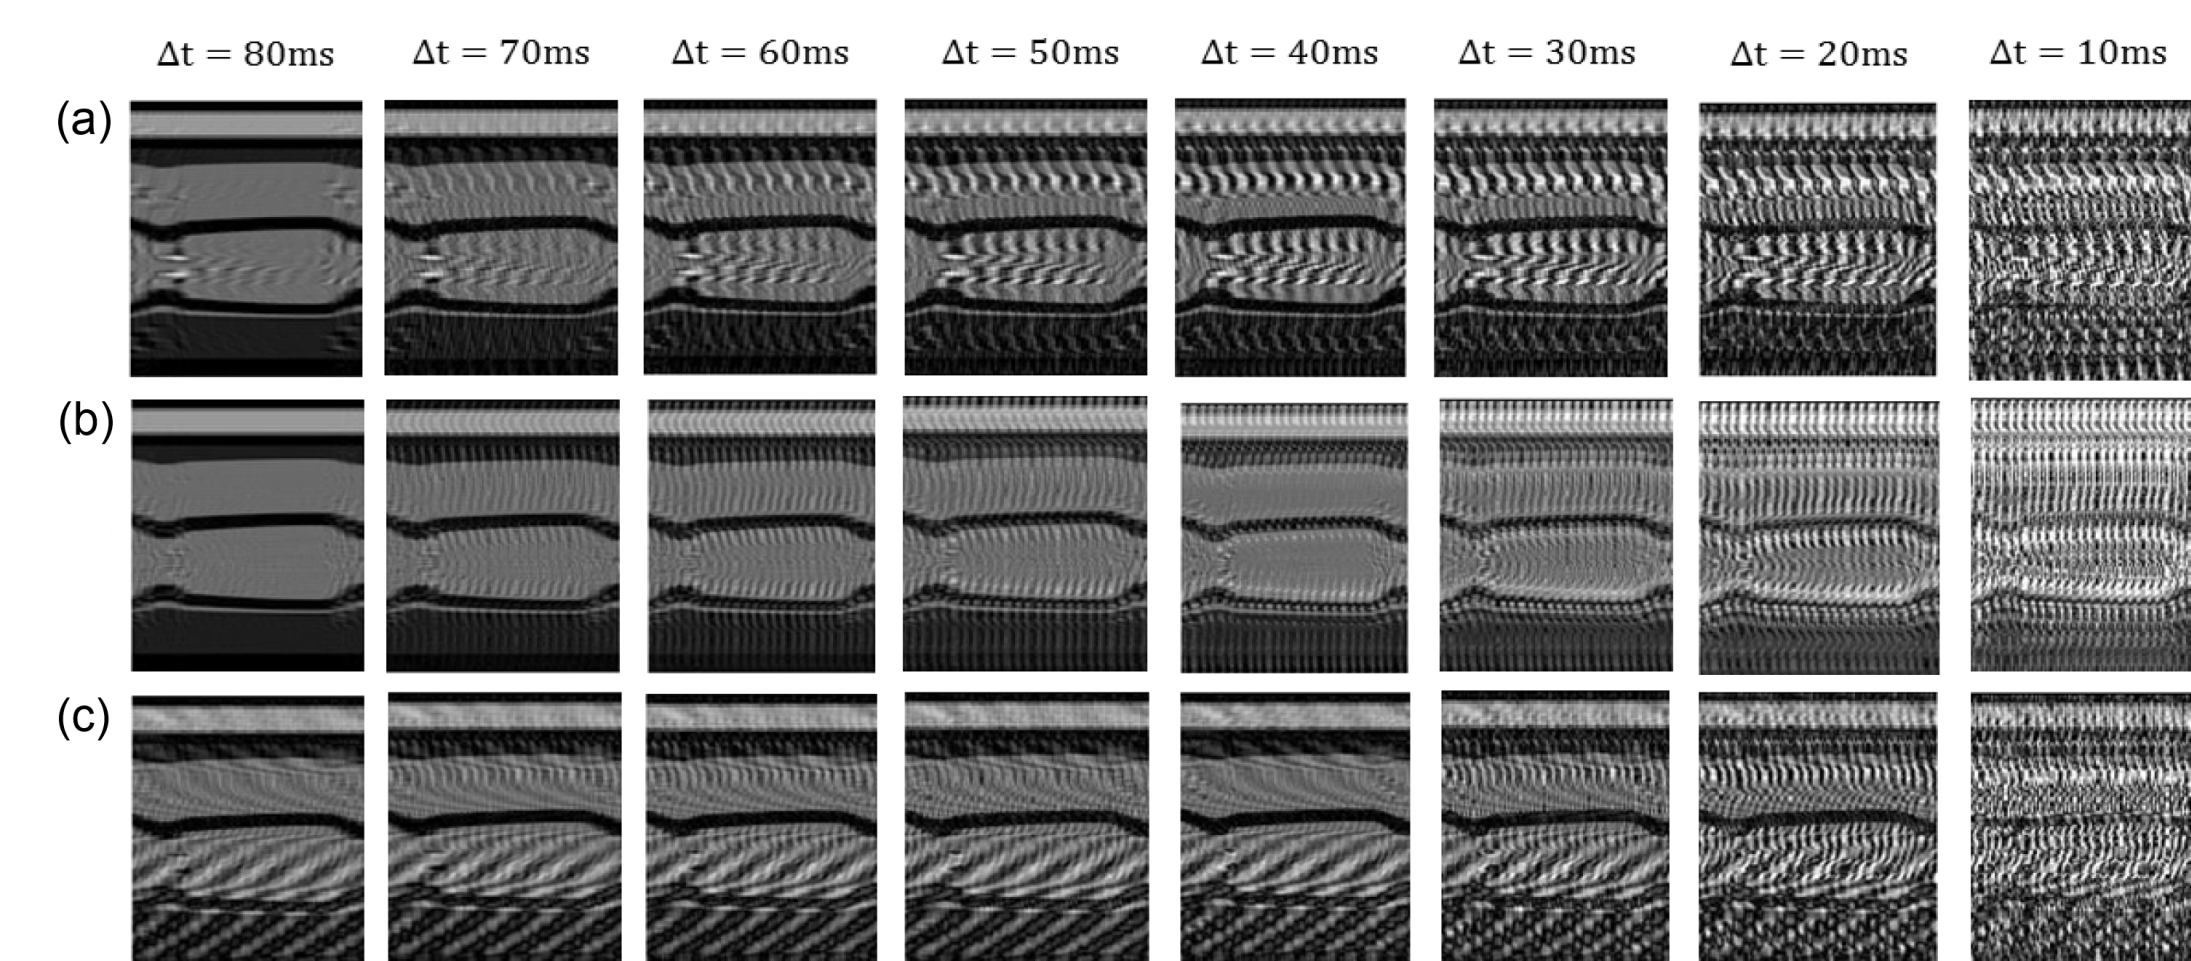 Δt = 80ms Δt = 70ms Δt = 60ms Δt = 50ms Δt = 40ms Δt = 30ms Δt = 20ms Δt = 10ms
(a)
(b)
(c)